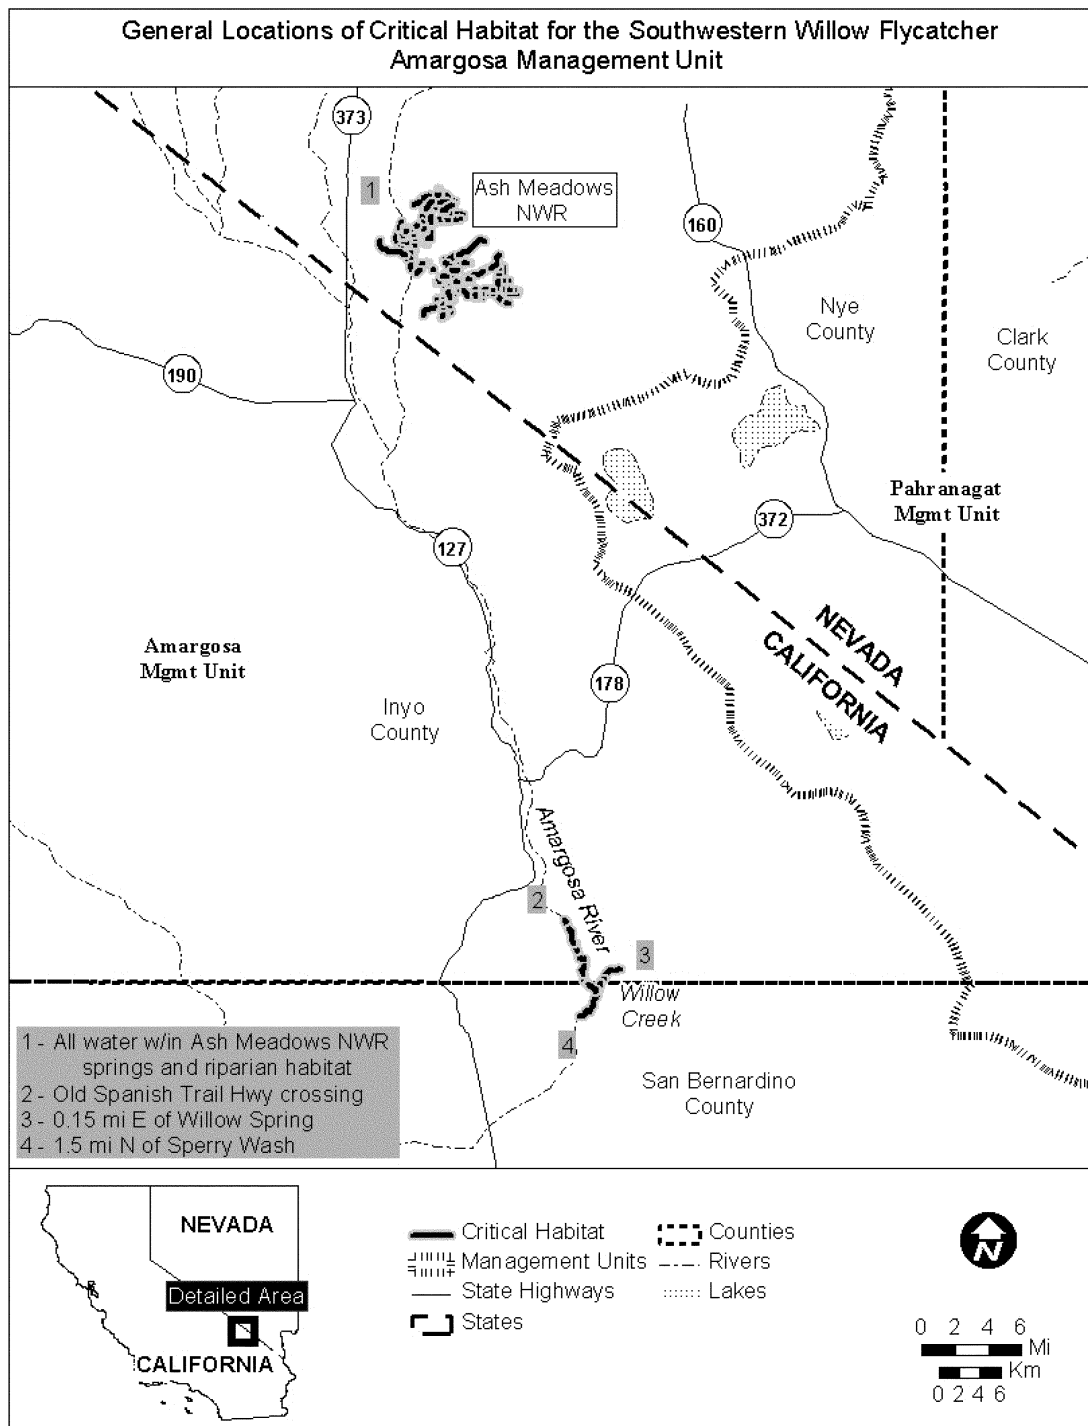 General Locations of Critical Habitat for the Southwestern Willow Flycatcher
Amargosa Management Unit
373
1
Ash Meadows
NWR
160
Nye
County
Clark
County
190
Pahranagat
Mgmt Unit
372
127
NEVADA
CALIFORNIA
Amargosa
Mgmt Unit
178
Inyo
County
Amargosa River
2
3
Willow
Creek
4
San Bernardino
County
1 - All water w/in Ash Meadows NWR
springs and riparian habitat
2 - Old Spanish Trail Hwy crossing
3 - 0.15 mi E of Willow Spring
4 - 1.5 mi N of Sperry Wash
NEVADA
Detailed Area
CALIFORNIA
Critical Habitat
Management Units
State Highways
States
Counties
Rivers
Lakes
N
0 2 4 6
Mi
Km
0 2 4 6